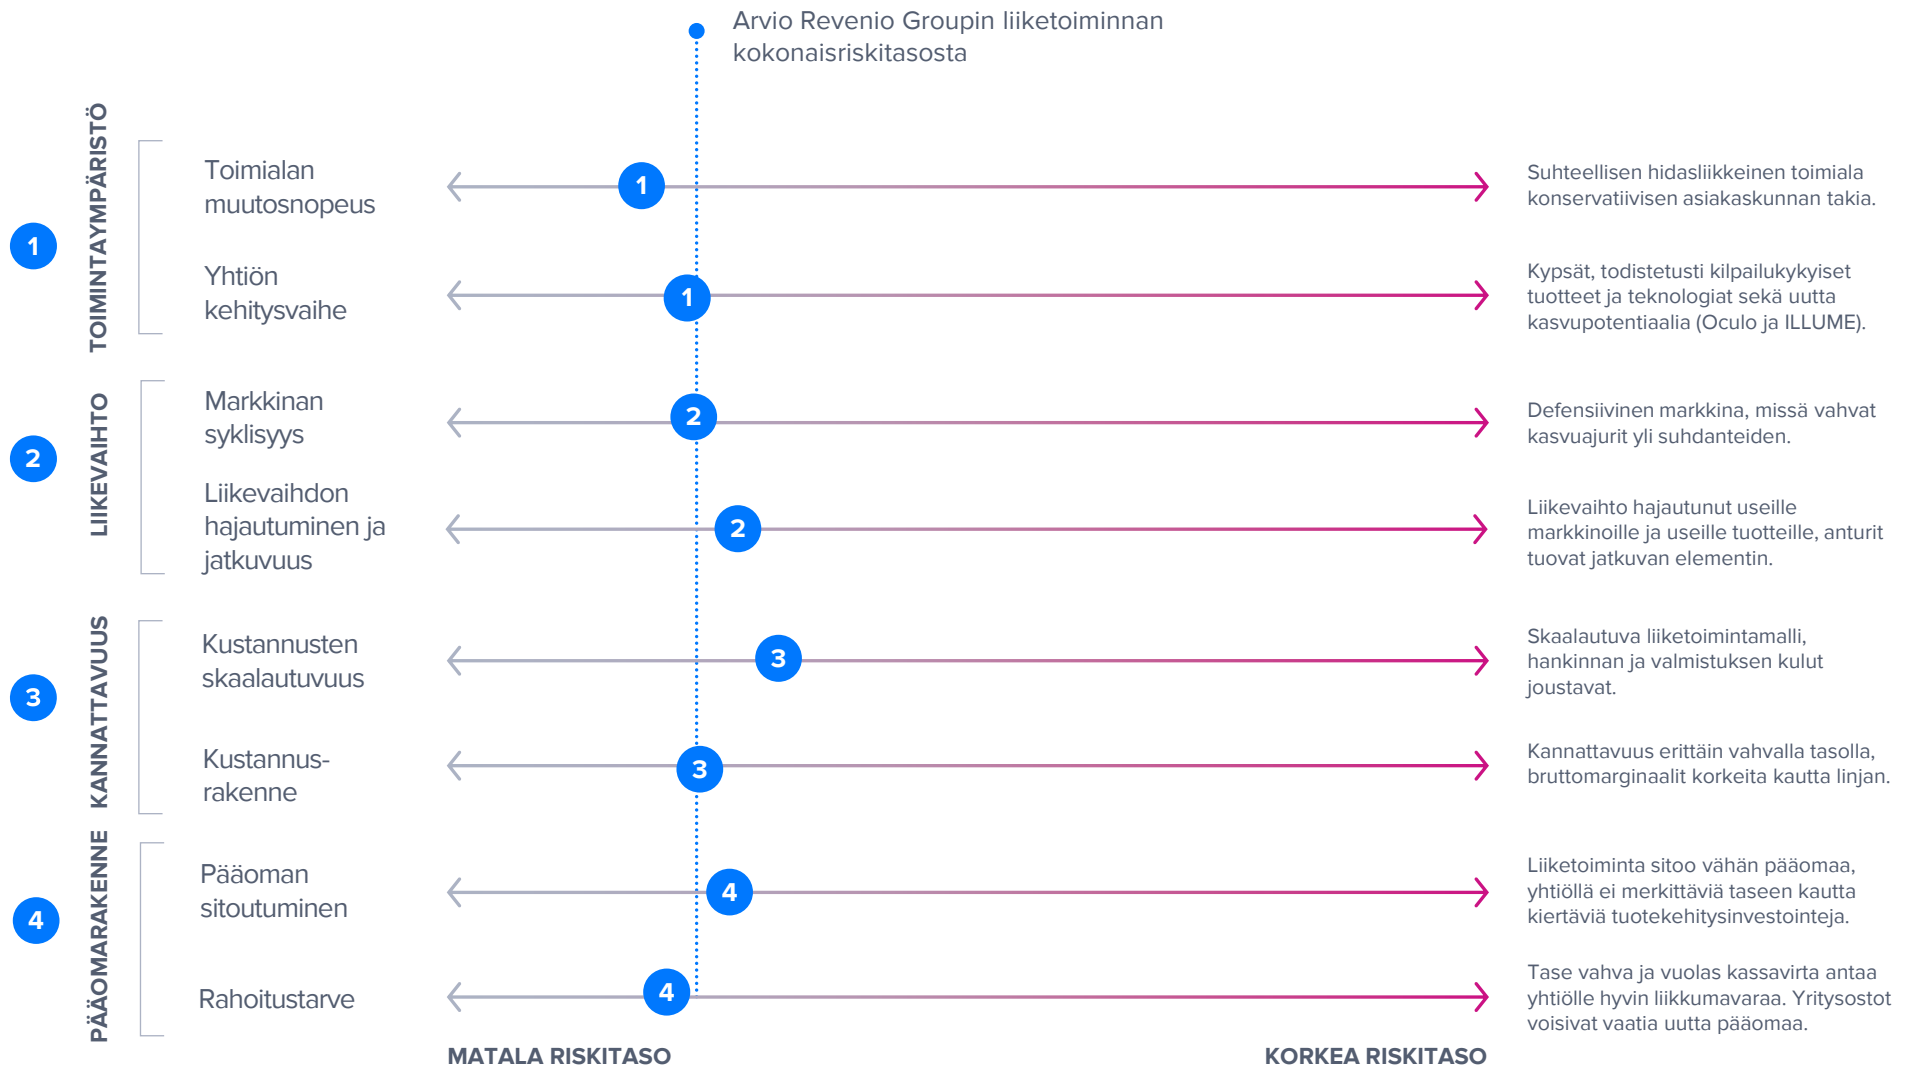 Arvio Revenio Groupin liiketoiminnan
kokonaisriskitasosta
1
TOIMINTAYMPÄRISTÖ
Toimialan
muutosnopeus
1
Suhteellisen hidasliikkeinen toimiala
konservatiivisen asiakaskunnan takia.
Yhtiön
kehitysvaihe
1
Kypsät, todistetusti kilpailukykyiset
tuotteet ja teknologiat sekä uutta
kasvupotentiaalia (Oculo ja ILLUME).
2
LIIKEVAIHTO
Markkinan
syklisyys
2
Defensiivinen markkina, missä vahvat
kasvuajurit yli suhdanteiden.
Liikevaihdon
hajautuminen ja
jatkuvuus
2
Liikevaihto hajautunut useille
markkinoille ja useille tuotteille, anturit
tuovat jatkuvan elementin.
3
KANNATTAVUUS
Kustannusten
skaalautuvuus
3
Skaalautuva liiketoimintamalli,
hankinnan ja valmistuksen kulut
joustavat.
Kustannus-
rakenne
3
Kannattavuus erittäin vahvalla tasolla,
bruttomarginaalit korkeita kautta linjan.
4
PÄÄOMARAKENNE
Pääoman
sitoutuminen
4
Liiketoiminta sitoo vähän pääomaa,
yhtiöllä ei merkittäviä taseen kautta
kiertäviä tuotekehitysinvestointeja.
Rahoitustarve
4
Tase vahva ja vuolas kassavirta antaa
yhtiölle hyvin liikkumavaraa. Yritysostot
voisivat vaatia uutta pääomaa.
MATALA RISKITASO
KORKEA RISKITASO